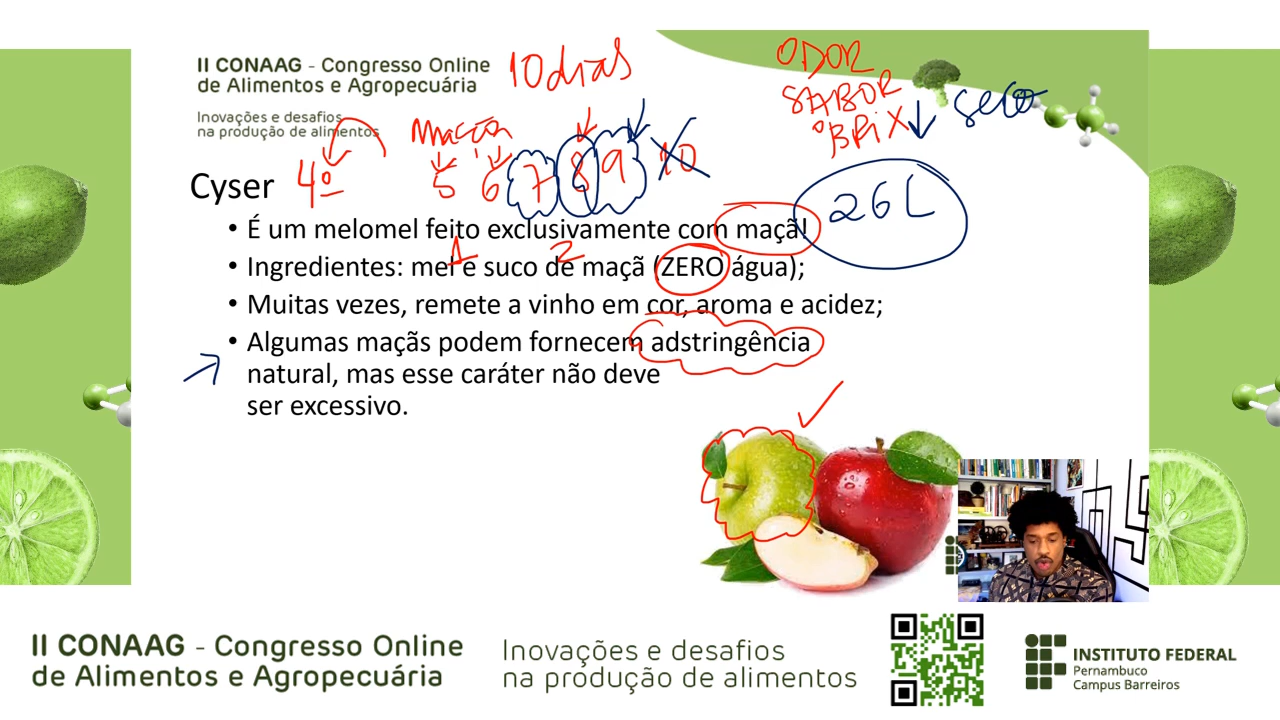 II CONAAG - Congresso Online
de Alimentos e Agropecuária
Inovações e desafios
na produção de alimentos
10 dias
ODOR
SABOR
°BRIX
seco
Maçãs
4º
5 6 7 8 9 10
26 L
Cyser
• É um melomel feito exclusivamente com maçã!
1 2
• Ingredientes: mel e suco de maçã (ZERO água);
• Muitas vezes, remete a vinho em cor, aroma e acidez;
• Algumas maçãs podem fornecem adstringência
natural, mas esse caráter não deve
ser excessivo.
II CONAAG - Congresso Online
de Alimentos e Agropecuária
Inovações e desafios
na produção de alimentos
INSTITUTO FEDERAL
Pernambuco
Campus Barreiros